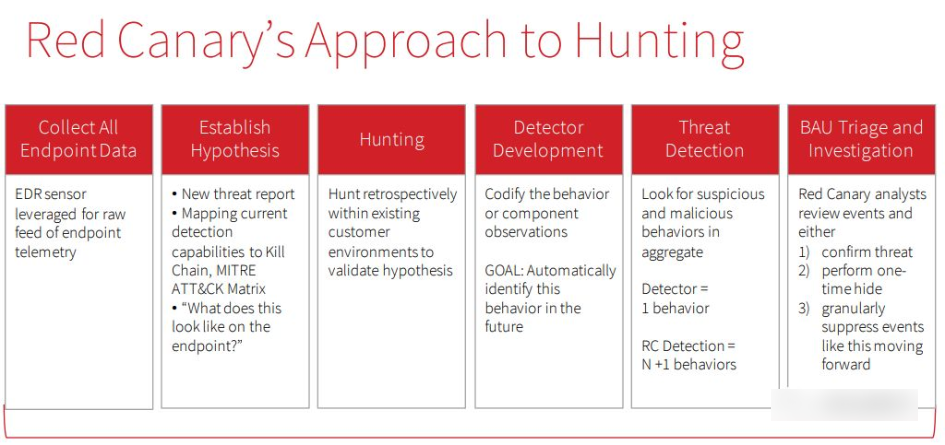 Red Canary's Approach to Hunting
Collect All
Endpoint Data
EDR sensor
leveraged for raw
feed of endpoint
telemetry
Establish
Hypothesis
• New threat report
• Mapping current
detection
capabilities to Kill
Chain, MITRE
ATT&CK Matrix
• “What does this
look like on the
endpoint?”
Hunting
Hunt retrospectively
within existing
customer
environments to
validate hypothesis
Detector
Development
Codify the behavior
or component
observations
GOAL: Automatically
identify this
behavior in the
future
Threat
Detection
Look for suspicious
and malicious
behaviors in
aggregate
Detector =
1 behavior
RC Detection =
N +1 behaviors
BAU Triage and
Investigation
Red Canary analysts
review events and
either
1) confirm threat
2) perform one-
time hide
3) granularly
suppress events
like this moving
forward